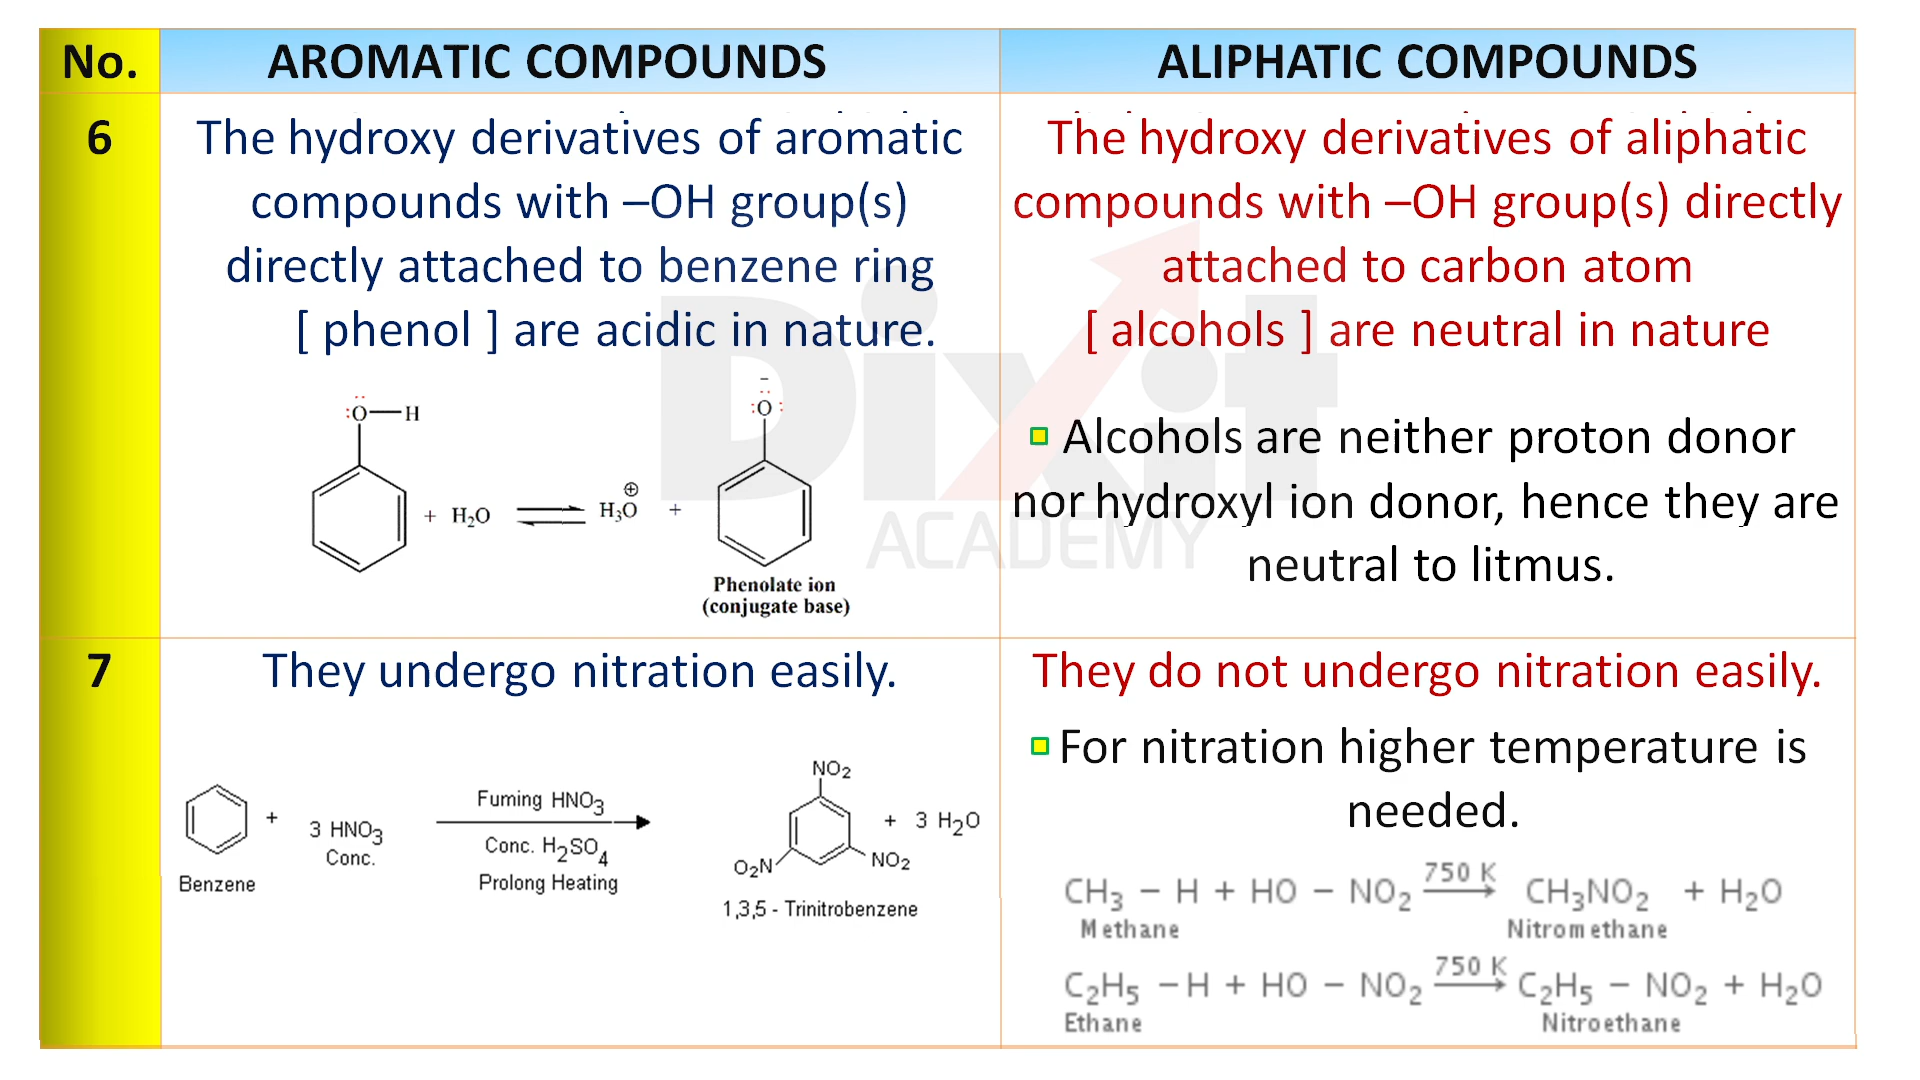 No.
AROMATIC COMPOUNDS
ALIPHATIC COMPOUNDS
6
The hydroxy derivatives of aromatic
compounds with –OH group(s)
directly attached to benzene ring
[ phenol ] are acidic in nature.
:O—H
+ H₂O
H₃O
⊕
+
:O:
–
Phenolate ion
(conjugate base)
The hydroxy derivatives of aliphatic
compounds with –OH group(s) directly
attached to carbon atom
[ alcohols ] are neutral in nature
Alcohols are neither proton donor
nor hydroxyl ion donor, hence they are
neutral to litmus.
Dixit
ACADEMY
7
They undergo nitration easily.
Benzene
+
3 HNO₃
Conc.
Fuming HNO₃
Conc. H₂SO₄
Prolong Heating
NO₂
O₂N
NO₂
+ 3 H₂O
1,3,5 - Trinitrobenzene
They do not undergo nitration easily.
For nitration higher temperature is
needed.
CH₃ – H + HO – NO₂ 750 K → CH₃NO₂ + H₂O
Methane Nitromethane
C₂H₅ – H + HO – NO₂ 750 K → C₂H₅ – NO₂ + H₂O
Ethane Nitroethane